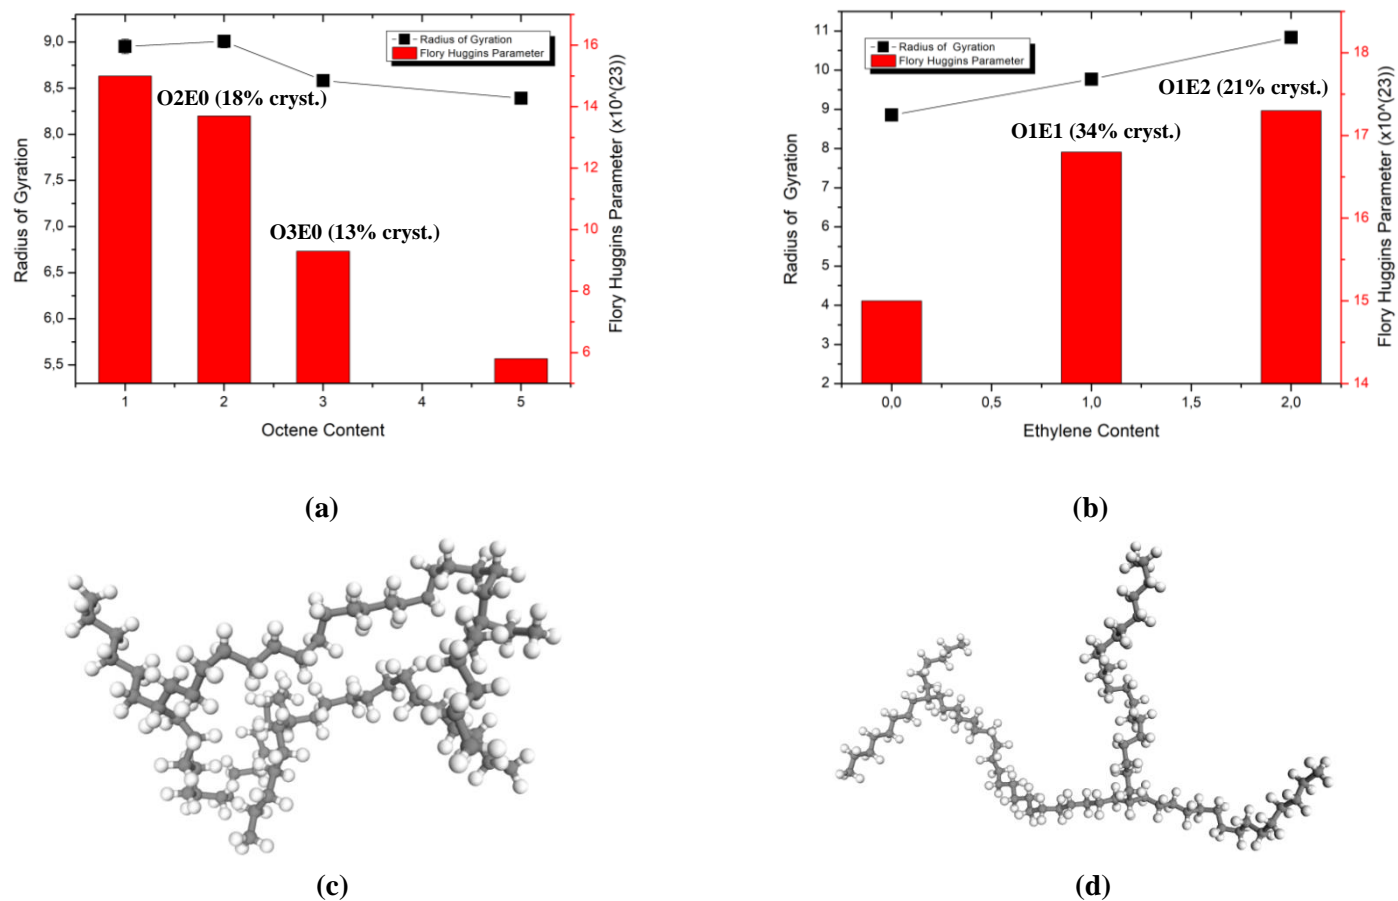 9,0
8,5
8,0
7,5
7,0
6,5
6,0
5,5
Radius of Gyration
Radius of Gyration
Flory Huggins Parameter
O2E0 (18% cryst.)
O3E0 (13% cryst.)
16
14
12
10
8
6
Flory Huggins Parameter (x10^(23))
1
2
3
4
5
Octene Content
(a)
11
10
9
8
7
6
5
4
3
2
Radius of Gyration
Radius of Gyration
Flory Huggins Parameter
O1E2 (21% cryst.)
O1E1 (34% cryst.)
18
17
16
15
14
Flory Huggins Parameter (x10^(23))
0,0
0,5
1,0
1,5
2,0
Ethylene Content
(b)
(c)
(d)